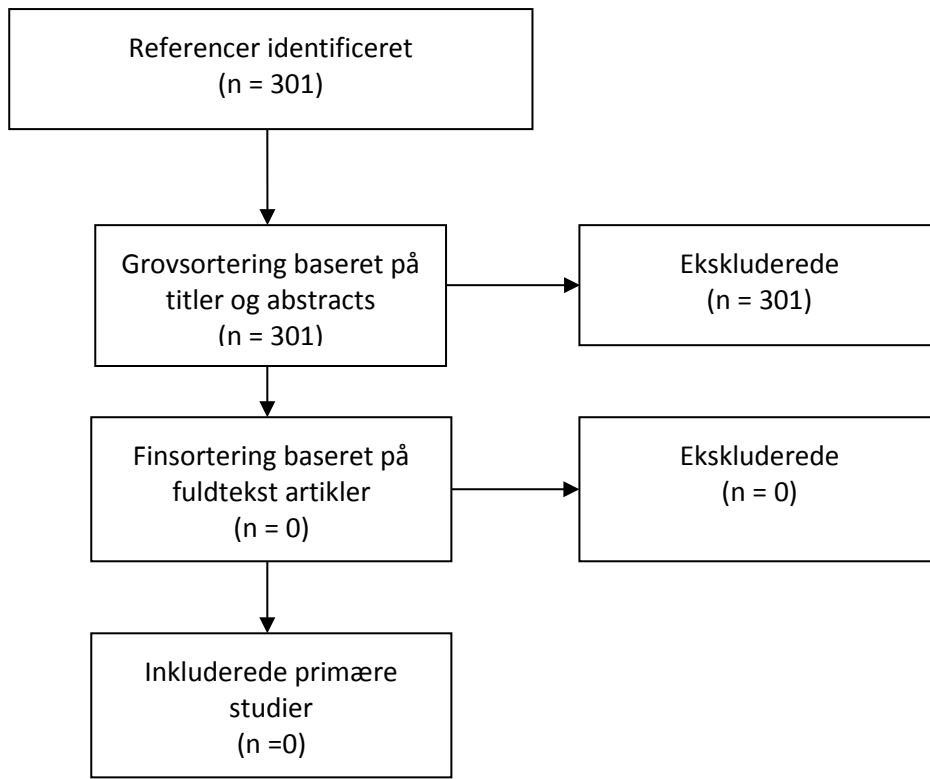 Referencer identificeret
(n = 301)
Grovsortering baseret på
titler og abstracts
(n = 301)
Ekskluderede
(n = 301)
Finsortering baseret på
fuldtekst artikler
(n = 0)
Ekskluderede
(n = 0)
Inkluderede primære
studier
(n =0)